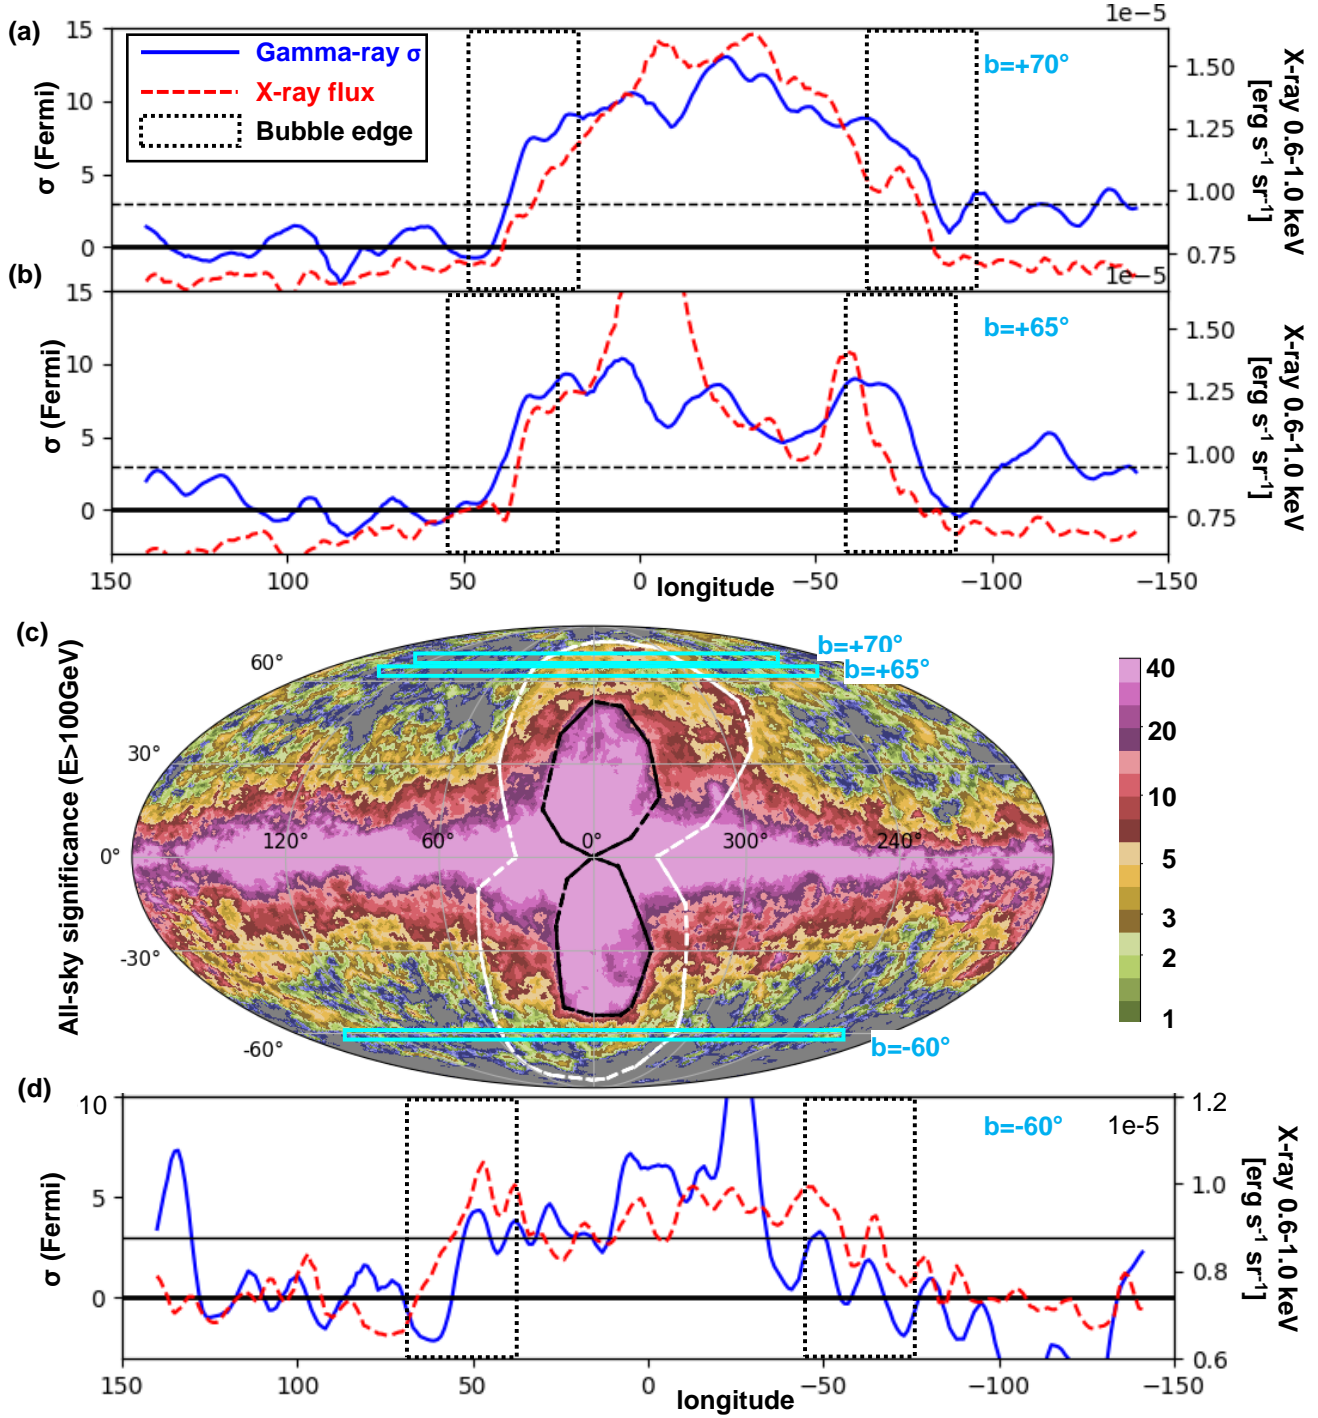 (a)
1e−5
15
10
5
0
σ (Fermi)
Gamma-ray σ
X-ray flux
Bubble edge
b=+70°
1.50
1.25
1.00
0.75
X-ray 0.6-1.0 keV
[erg s⁻¹ sr⁻¹]
(b)
1e−5
15
10
5
0
σ (Fermi)
b=+65°
1.50
1.25
1.00
0.75
X-ray 0.6-1.0 keV
[erg s⁻¹ sr⁻¹]
150 100 50 0 −50 −100 −150
longitude
(c)
All-sky significance (E>100GeV)
b=+70°
b=+65°
60°
30°
0°
-30°
-60°
120° 60° 0° 300° 240°
b=-60°
40
20
10
5
3
2
1
(d)
10
5
0
σ (Fermi)
b=-60°
1e-5
1.2
1.0
0.8
0.6
X-ray 0.6-1.0 keV
[erg s⁻¹ sr⁻¹]
150 100 50 0 −50 −100 −150
longitude